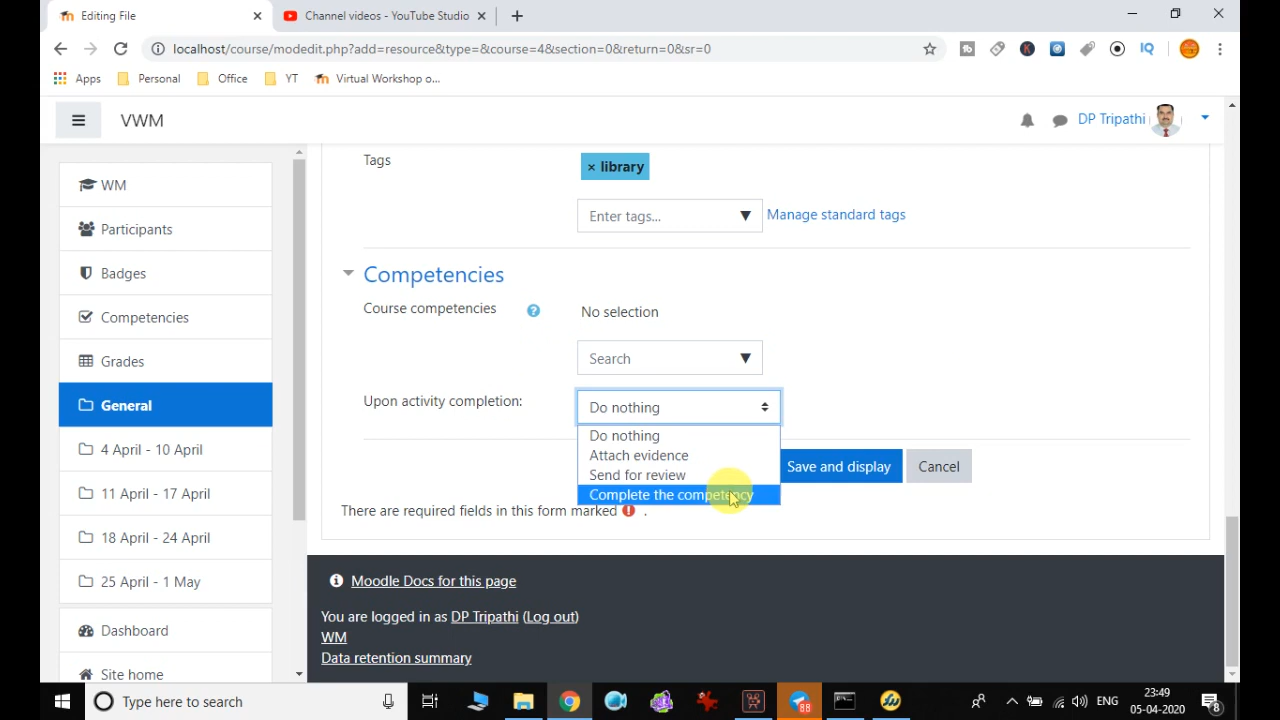 Editing File
Channel videos - YouTube Studio
localhost/course/modedit.php?add=resource&type=&course=4&section=0&return=0&sr=0
IQ
Apps
Personal
Office
YT
Virtual Workshop o...
VWM
DP Tripathi
WM
Participants
Badges
Competencies
Grades
General
4 April - 10 April
11 April - 17 April
18 April - 24 April
25 April - 1 May
Dashboard
Site home
Tags
× library
Enter tags...
Manage standard tags
Competencies
Course competencies
No selection
Search
Upon activity completion:
Do nothing
Do nothing
Attach evidence
Send for review
Complete the competency
Save and display
Cancel
There are required fields in this form marked .
Moodle Docs for this page
You are logged in as DP Tripathi (Log out)
WM
Data retention summary
Type here to search
88
ENG
23:49
05-04-2020
8